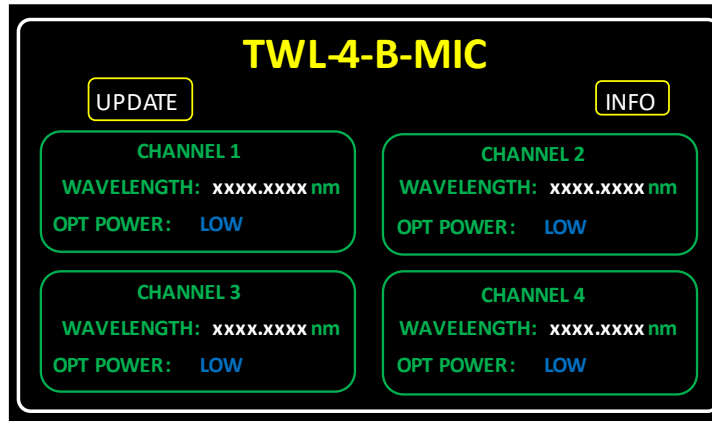 TWL-4-B-MIC
UPDATE
INFO
CHANNEL 1
WAVELENGTH: xxxx.xxxx nm
OPT POWER: LOW
CHANNEL 2
WAVELENGTH: xxxx.xxxx nm
OPT POWER: LOW
CHANNEL 3
WAVELENGTH: xxxx.xxxx nm
OPT POWER: LOW
CHANNEL 4
WAVELENGTH: xxxx.xxxx nm
OPT POWER: LOW